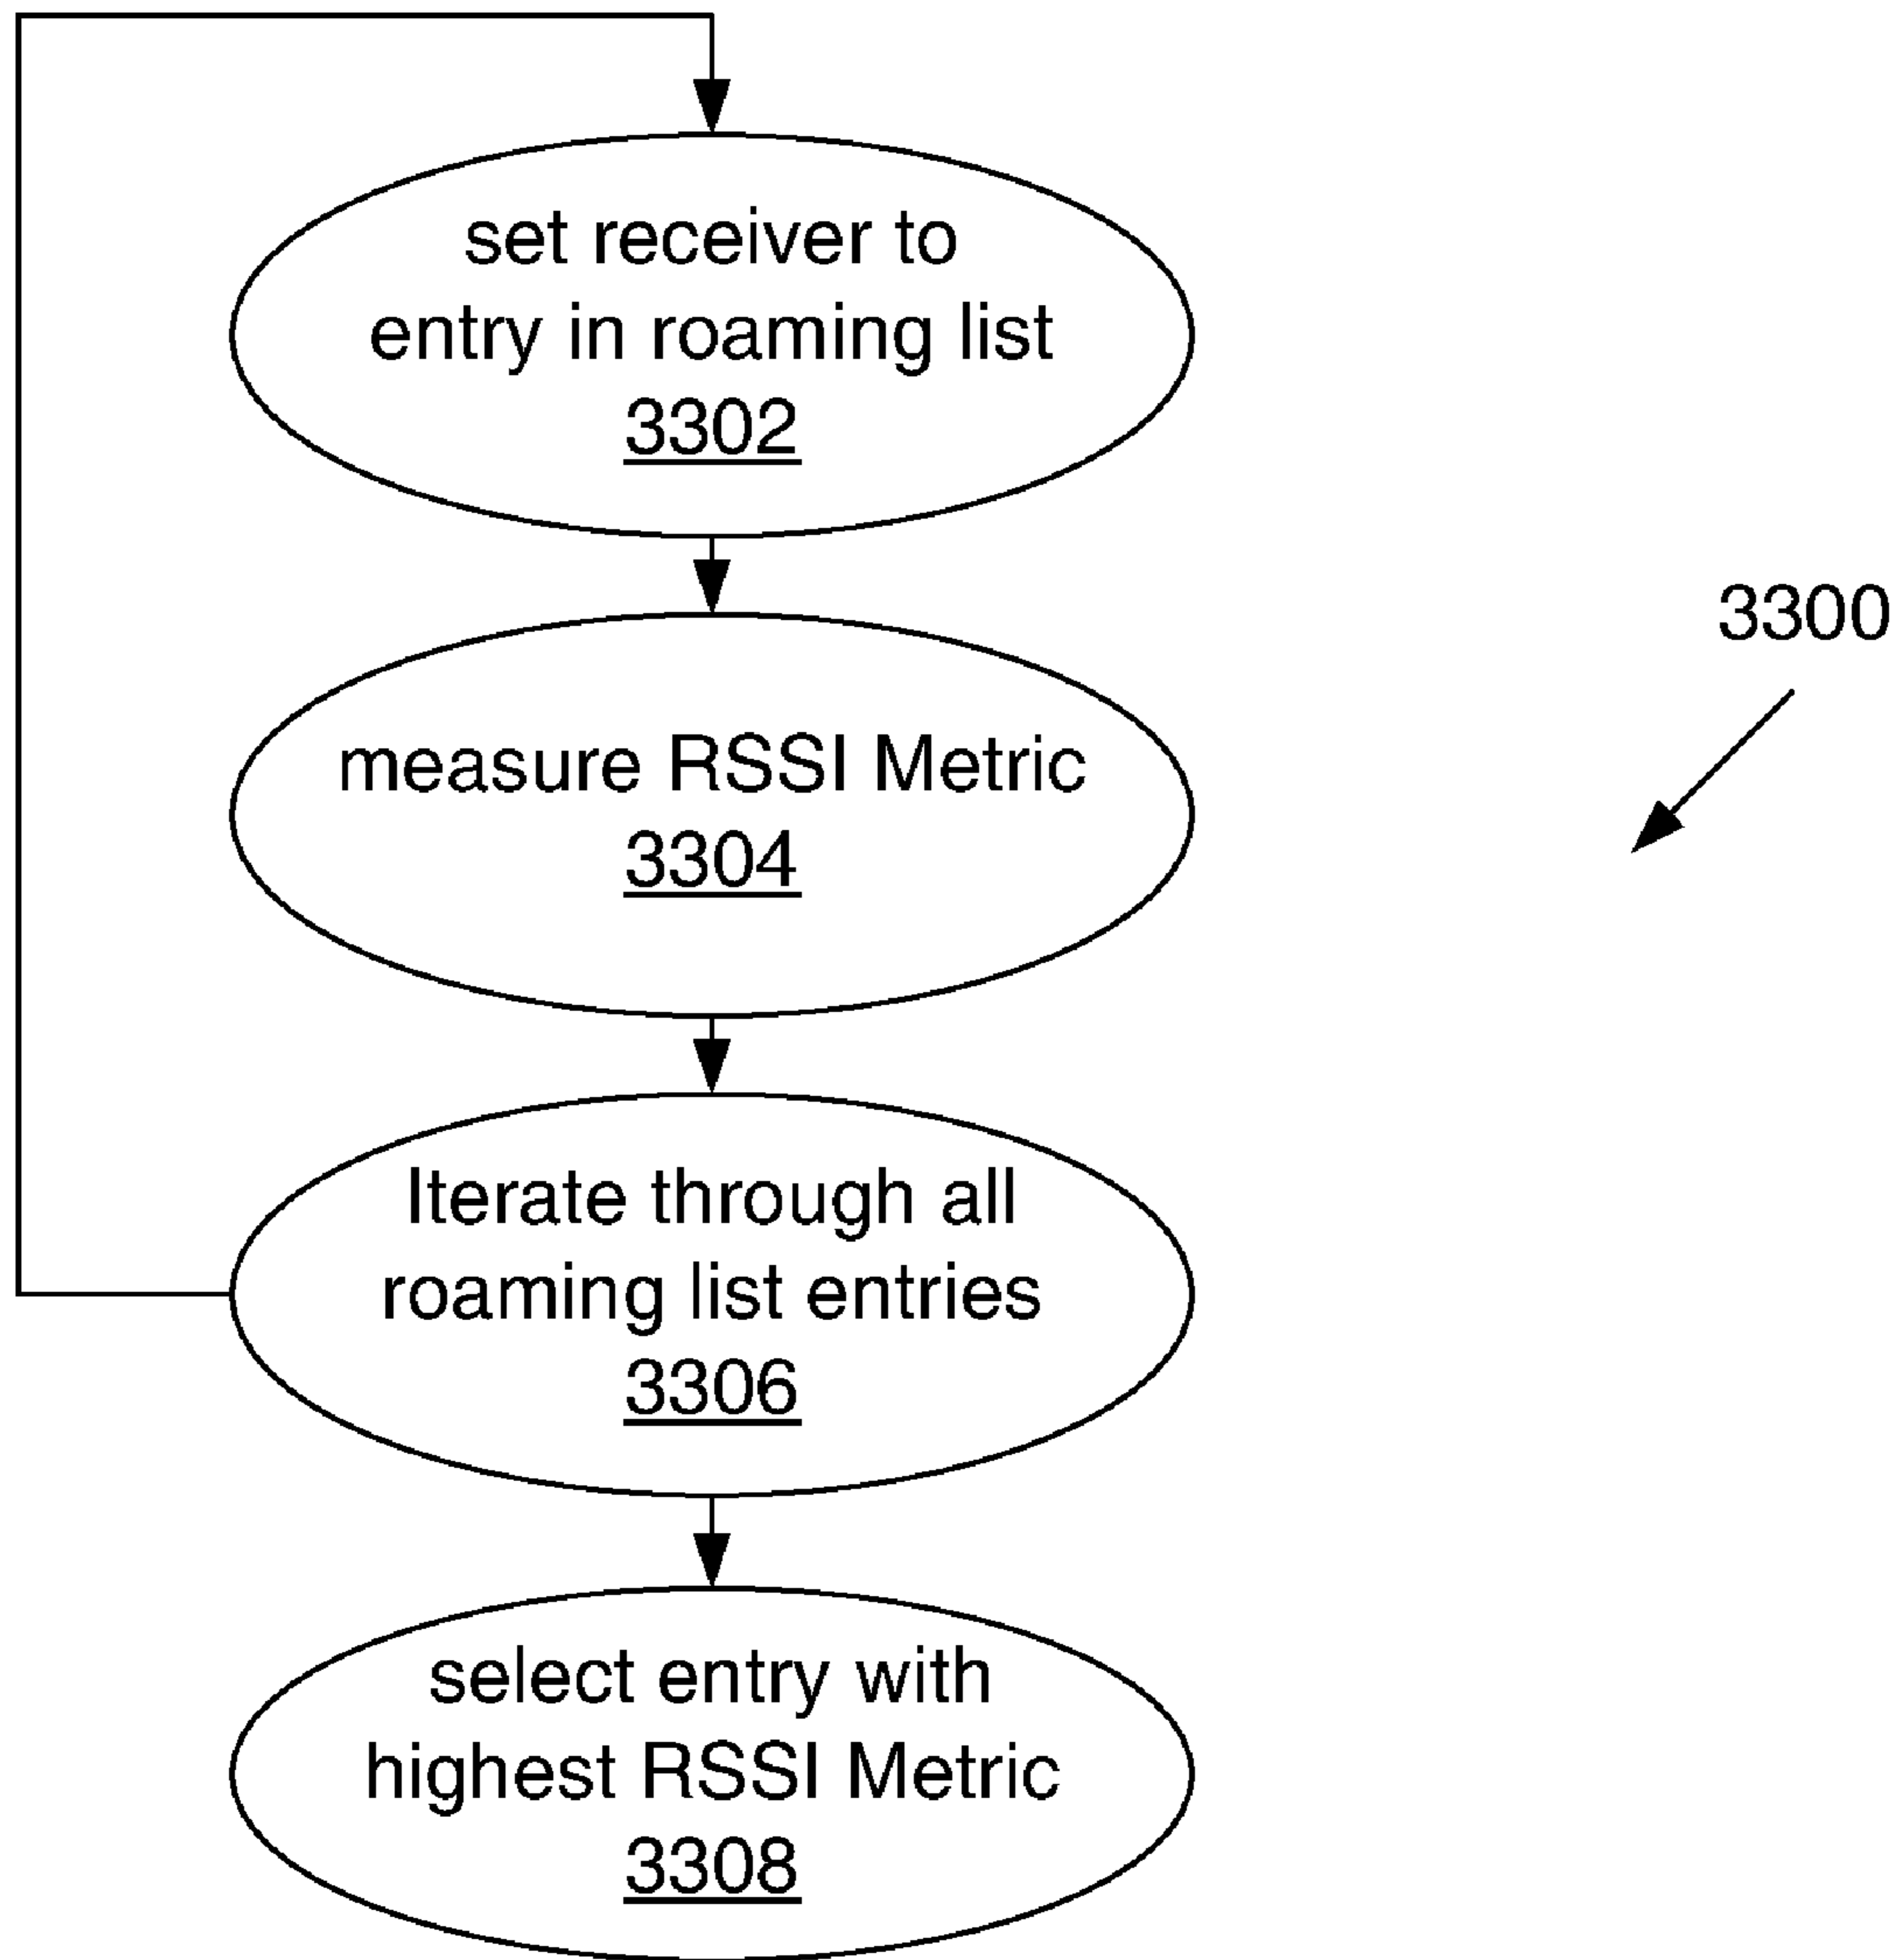 set receiver to
entry in roaming list
3302
3300
measure RSSI Metric
3304
Iterate through all
roaming list entries
3306
select entry with
highest RSSI Metric
3308